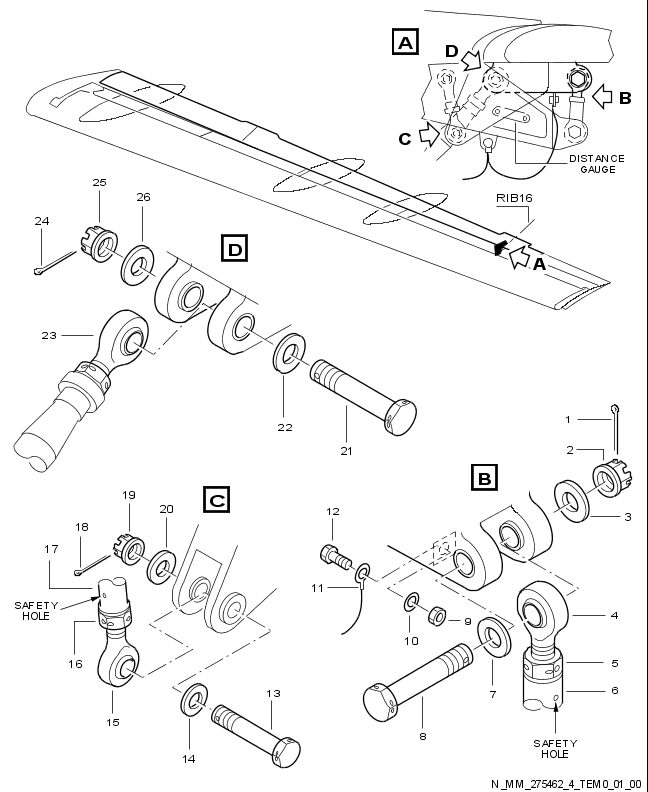 A
D
B
C
DISTANCE
GAUGE
RIB16
A
25
26
24
D
23
22
21
1
2
B
3
C
19
20
18
17
12
11
SAFETY
HOLE
16
10
9
4
5
6
7
15
13
14
8
SAFETY
HOLE
N_MM_275462_4_TEM0_01_00